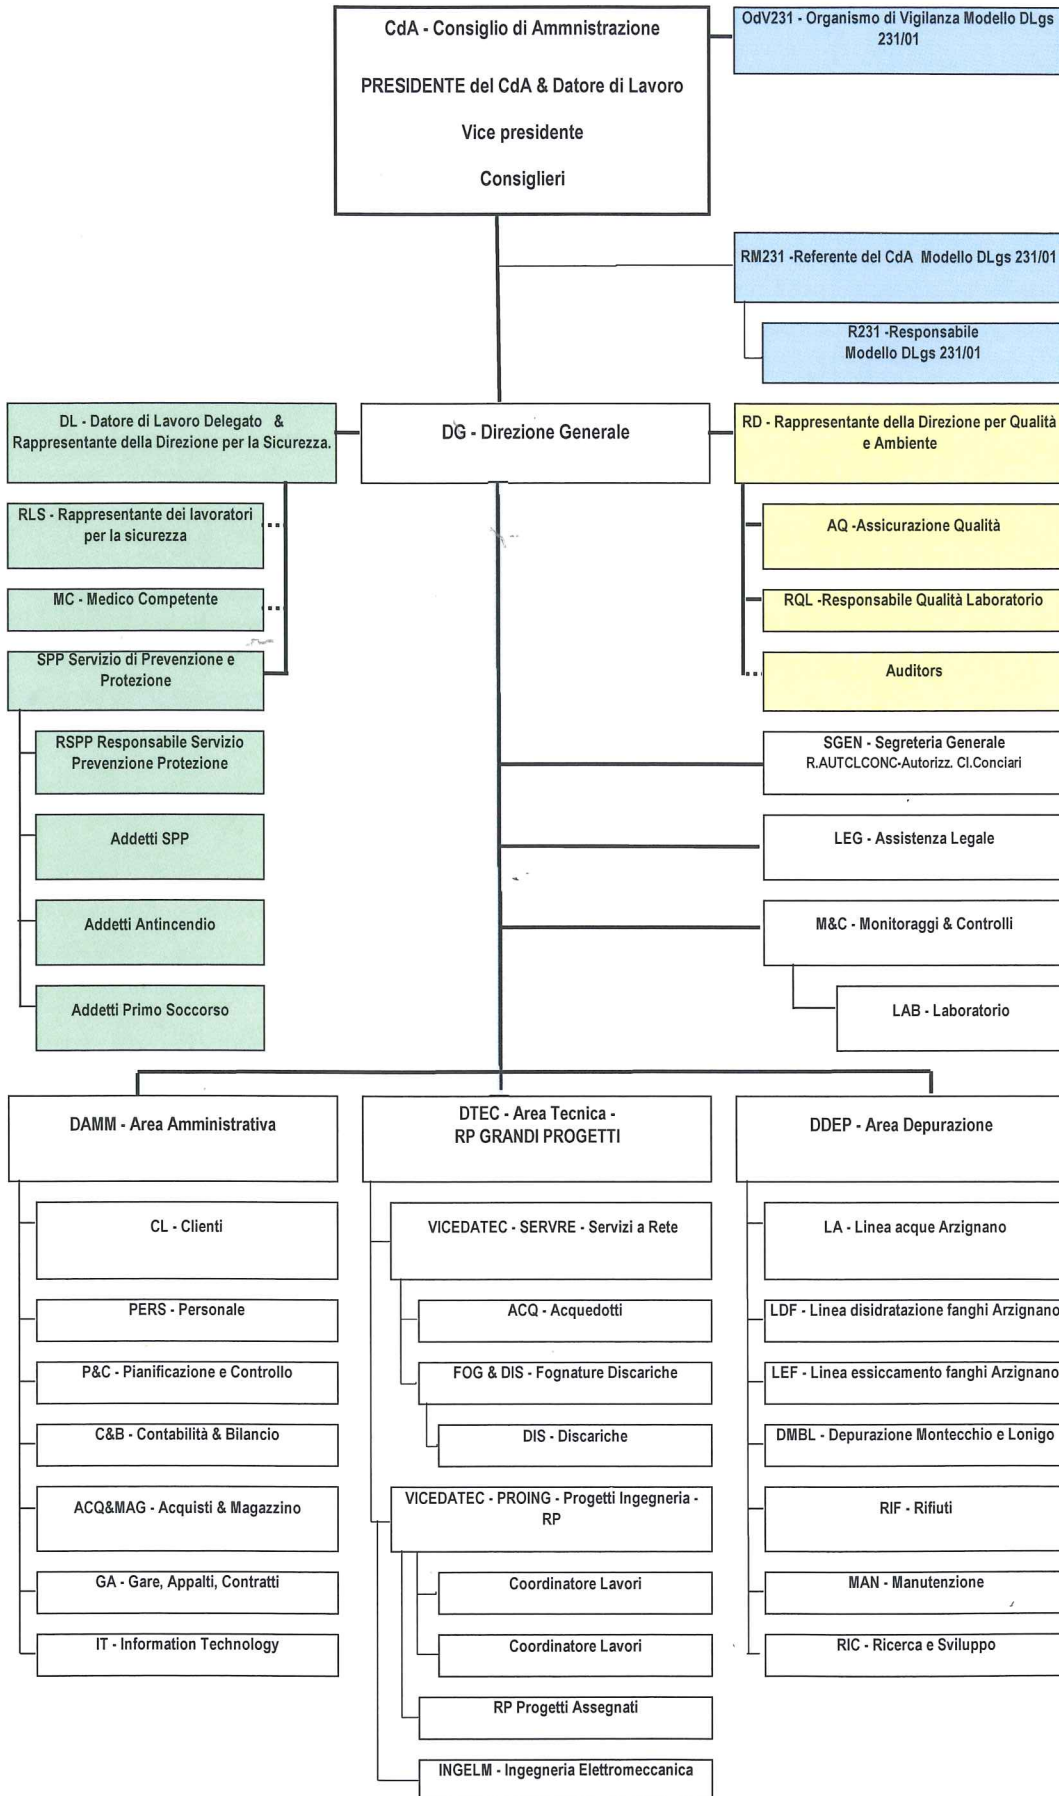 CdA - Consiglio di Ammnistrazione
PRESIDENTE del CdA & Datore di Lavoro
Vice presidente
Consiglieri
OdV231 - Organismo di Vigilanza Modello DLgs
231/01
RM231 -Referente del CdA Modello DLgs 231/01
R231 -Responsabile
Modello DLgs 231/01
DL - Datore di Lavoro Delegato &
Rappresentante della Direzione per la Sicurezza.
DG - Direzione Generale
RD - Rappresentante della Direzione per Qualità
e Ambiente
RLS - Rappresentante dei lavoratori
per la sicurezza
MC - Medico Competente
SPP Servizio di Prevenzione e
Protezione
RSPP Responsabile Servizio
Prevenzione Protezione
Addetti SPP
Addetti Antincendio
Addetti Primo Soccorso
AQ -Assicurazione Qualità
RQL -Responsabile Qualità Laboratorio
Auditors
SGEN - Segreteria Generale
R.AUTCLCONC-Autorizz. Cl.Conciari
LEG - Assistenza Legale
M&C - Monitoraggi & Controlli
LAB - Laboratorio
DAMM - Area Amministrativa
CL - Clienti
PERS - Personale
P&C - Pianificazione e Controllo
C&B - Contabilità & Bilancio
ACQ&MAG - Acquisti & Magazzino
GA - Gare, Appalti, Contratti
IT - Information Technology
DTEC - Area Tecnica -
RP GRANDI PROGETTI
VICEDATEC - SERVRE - Servizi a Rete
ACQ - Acquedotti
FOG & DIS - Fognature Discariche
DIS - Discariche
VICEDATEC - PROING - Progetti Ingegneria -
RP
Coordinatore Lavori
Coordinatore Lavori
RP Progetti Assegnati
INGELM - Ingegneria Elettromeccanica
DDEP - Area Depurazione
LA - Linea acque Arzignano
LDF - Linea disidratazione fanghi Arzignano
LEF - Linea essiccamento fanghi Arzignano
DMBL - Depurazione Montecchio e Lonigo
RIF - Rifiuti
MAN - Manutenzione
RIC - Ricerca e Sviluppo